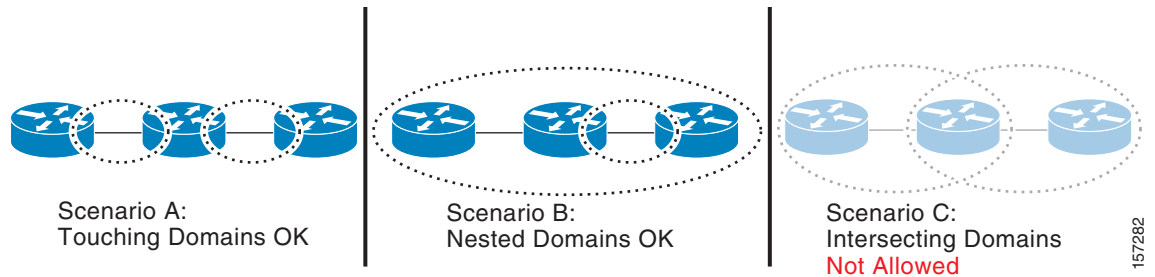 Scenario A:
Touching Domains OK
Scenario B:
Nested Domains OK
Scenario C:
Intersecting Domains
Not Allowed
157282